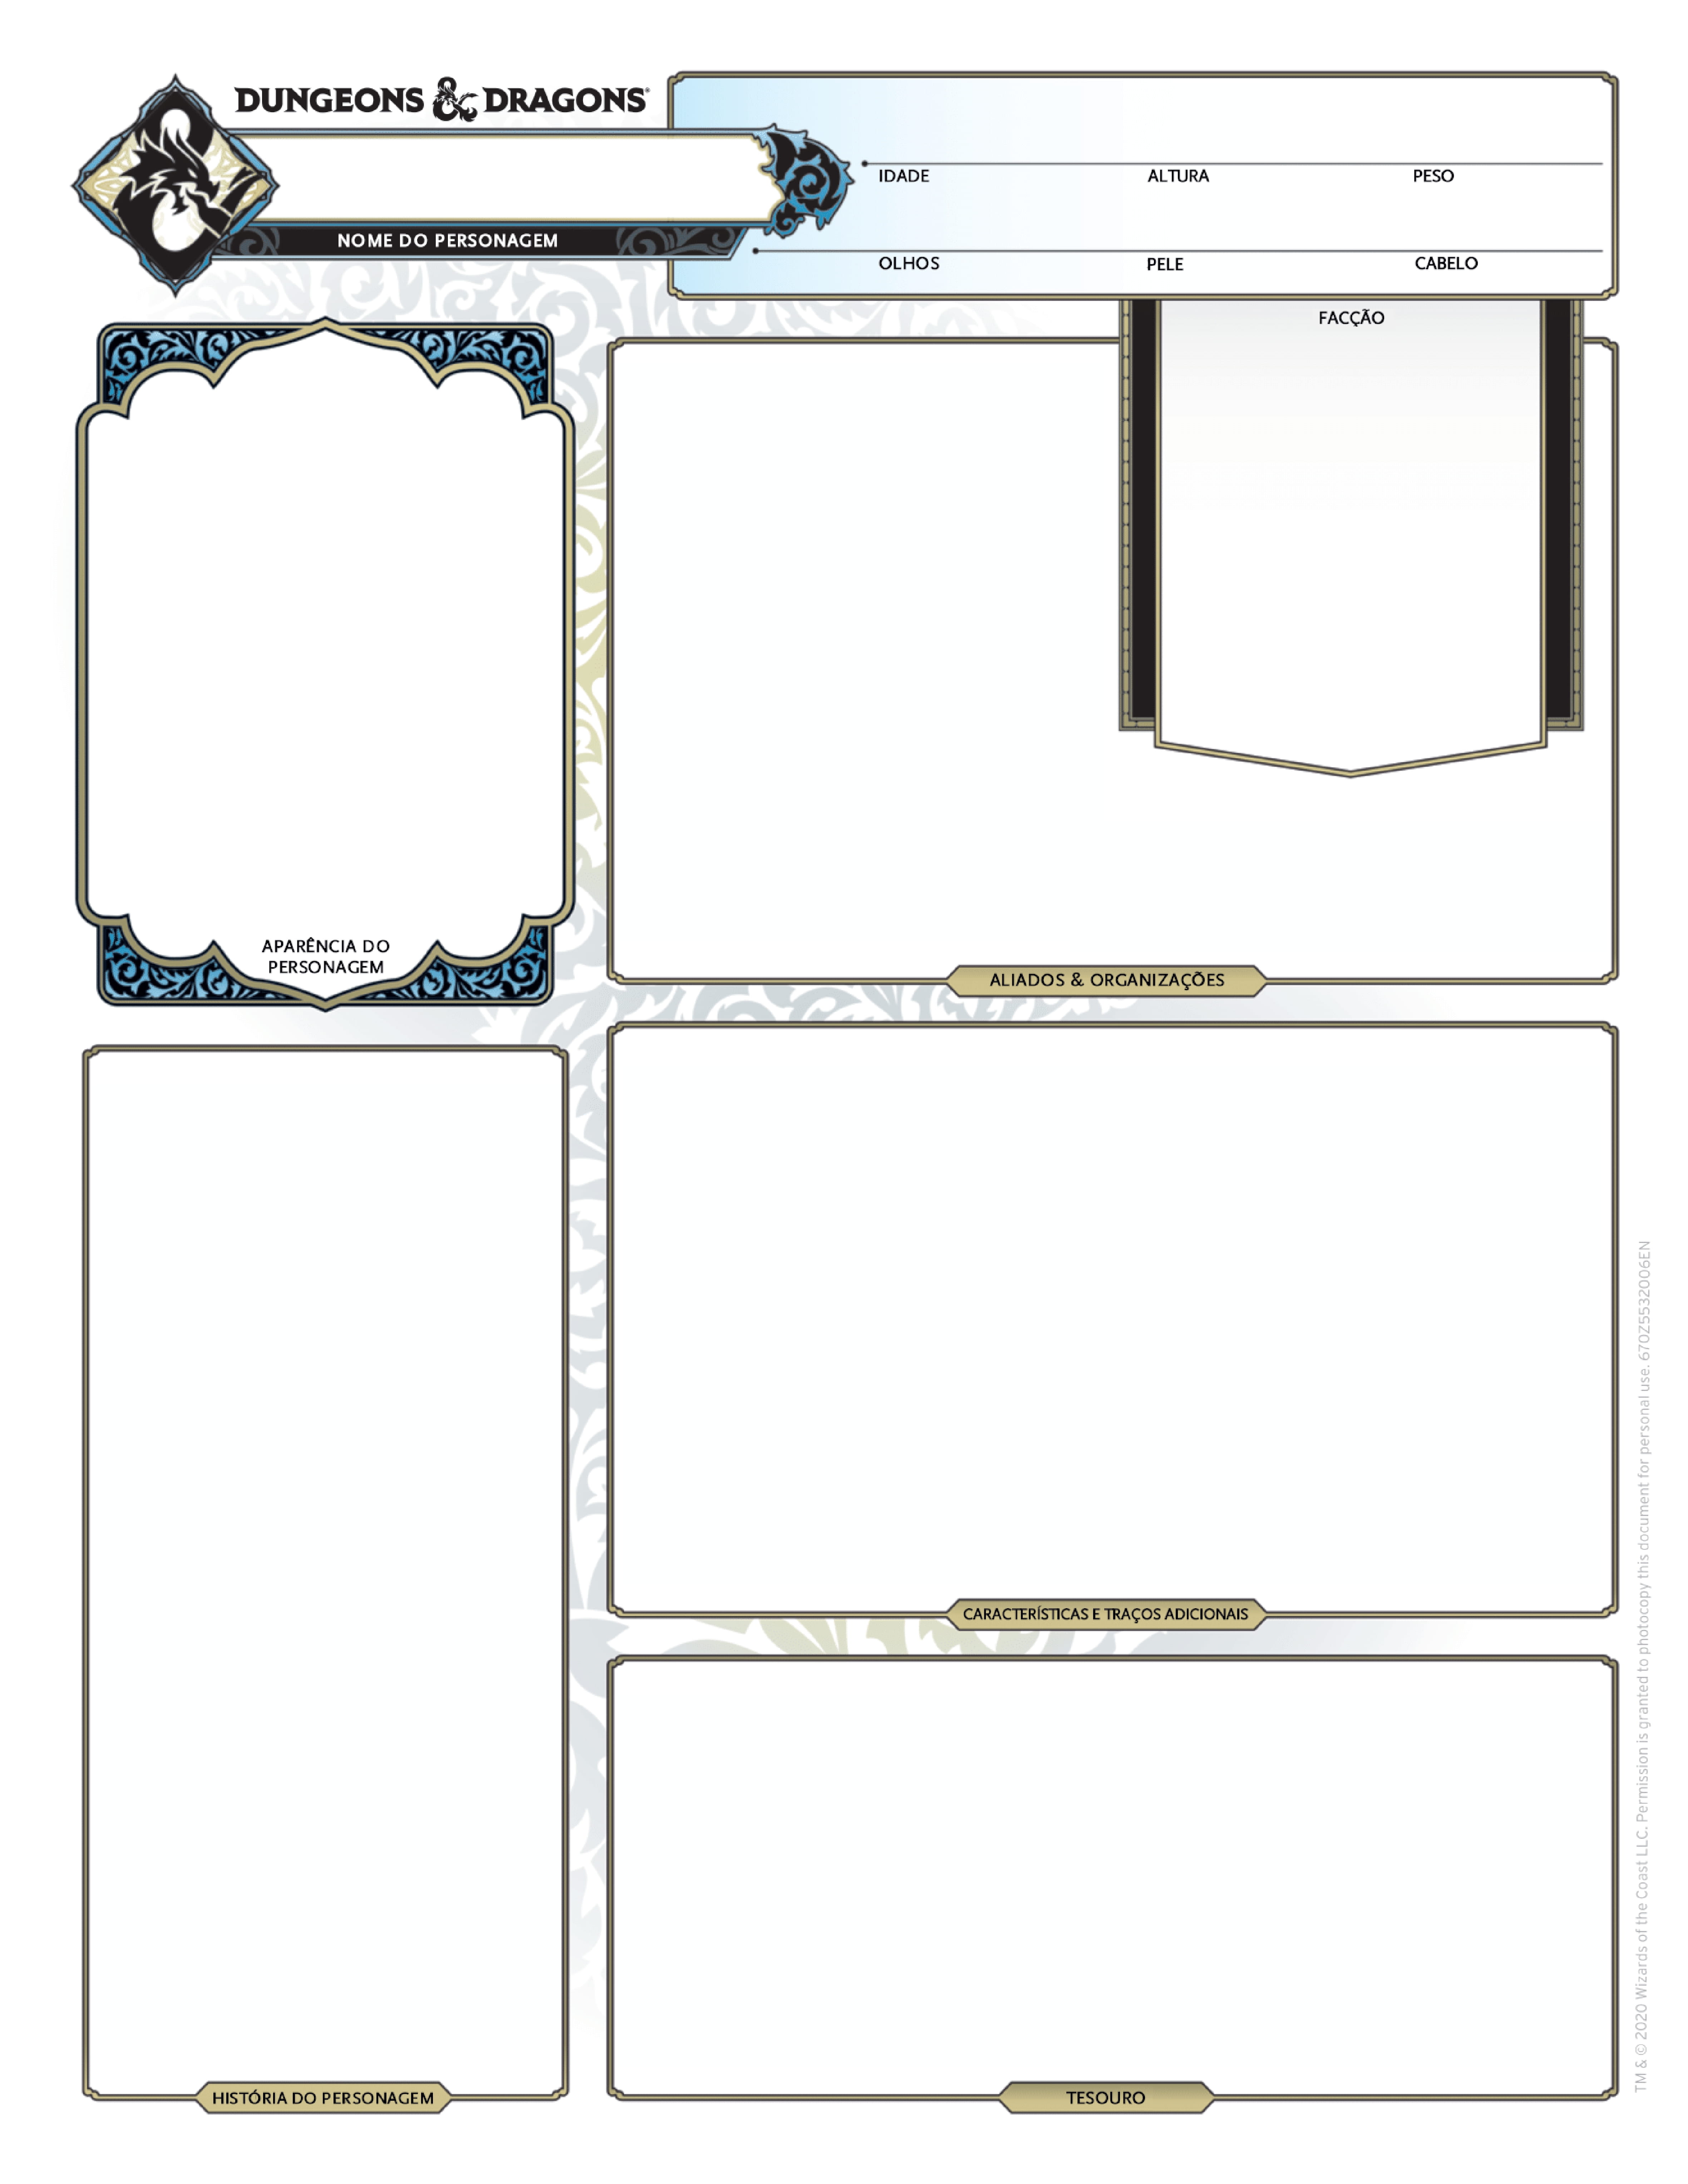 DUNGEONS & DRAGONS®
NOME DO PERSONAGEM
IDADE ALTURA PESO
OLHOS PELE CABELO
FACÇÃO
APARÊNCIA DO
PERSONAGEM
ALIADOS & ORGANIZAÇÕES
CARACTERÍSTICAS E TRAÇOS ADICIONAIS
HISTÓRIA DO PERSONAGEM
TESOURO
TM & © 2020 Wizards of the Coast LLC. Permission is granted to photocopy this document for personal use. 670Z5532006EN